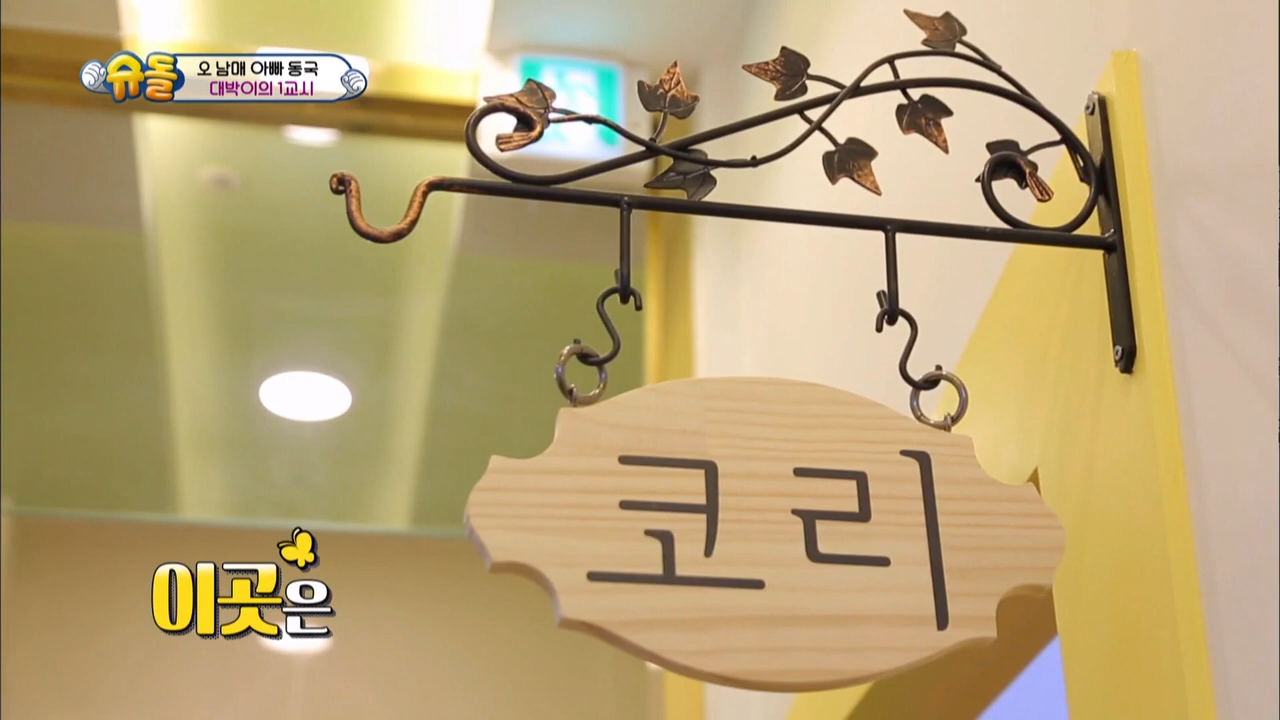 슈돌
오 남매 아빠 동국
대박이의 1교시
코리
이곳은